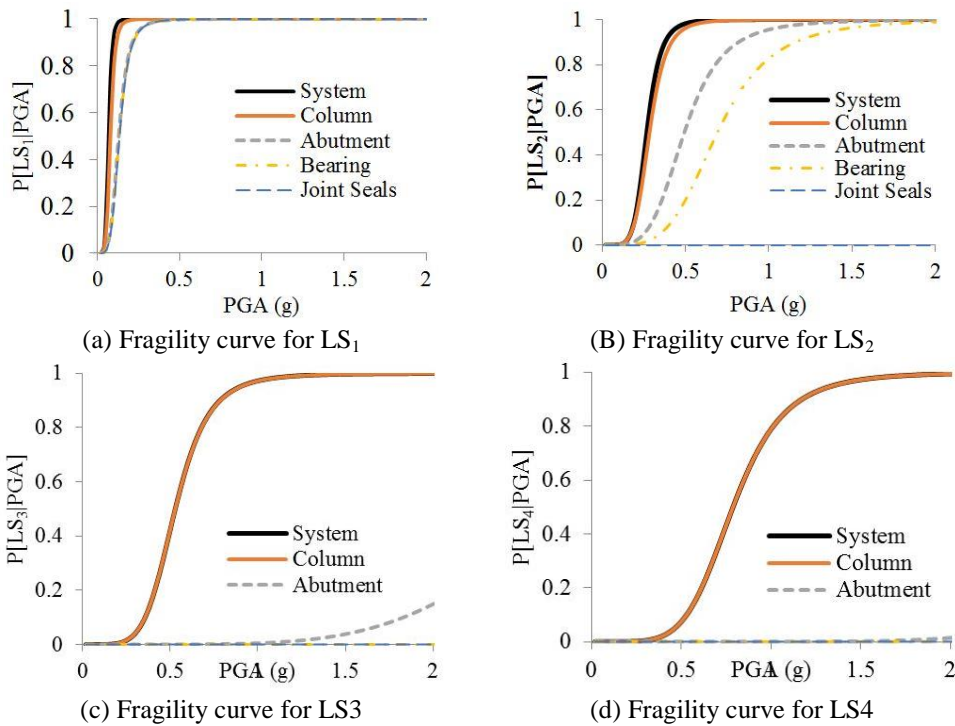 P[LS₁|PGA]
1
0.8
0.6
0.4
0.2
0
System
Column
Abutment
Bearing
Joint Seals
0 0.5 1 1.5 2
PGA (g)
(a) Fragility curve for LS₁
P[LS₂|PGA]
1
0.8
0.6
0.4
0.2
0
System
Column
Abutment
Bearing
Joint Seals
0 0.5 1 1.5 2
PGA (g)
(B) Fragility curve for LS₂
P[LS₃|PGA]
1
0.8
0.6
0.4
0.2
0
System
Column
Abutment
0 0.5 1 1.5 2
PGA (g)
(c) Fragility curve for LS3
P[LS₄|PGA]
1
0.8
0.6
0.4
0.2
0
System
Column
Abutment
0 0.5 1 1.5 2
PGA (g)
(d) Fragility curve for LS4